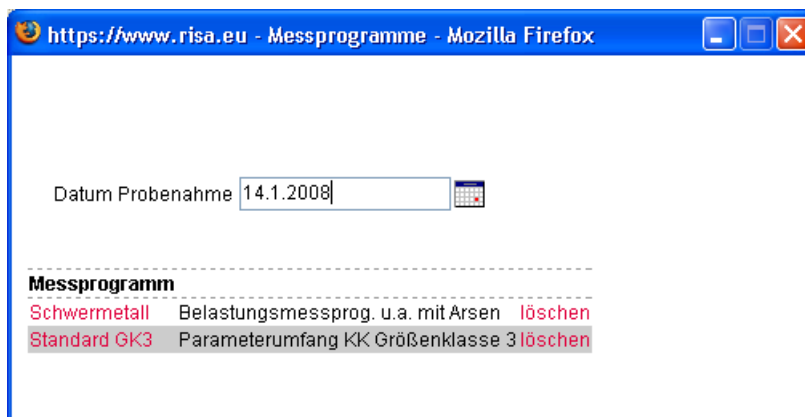 https://www.risa.eu - Messprogramme - Mozilla Firefox
Datum Probenahme 14.1.2008
Messprogramm
Schwermetall Belastungsmessprog. u.a. mit Arsen löschen
Standard GK3 Parameterumfang KK Größenklasse 3 löschen